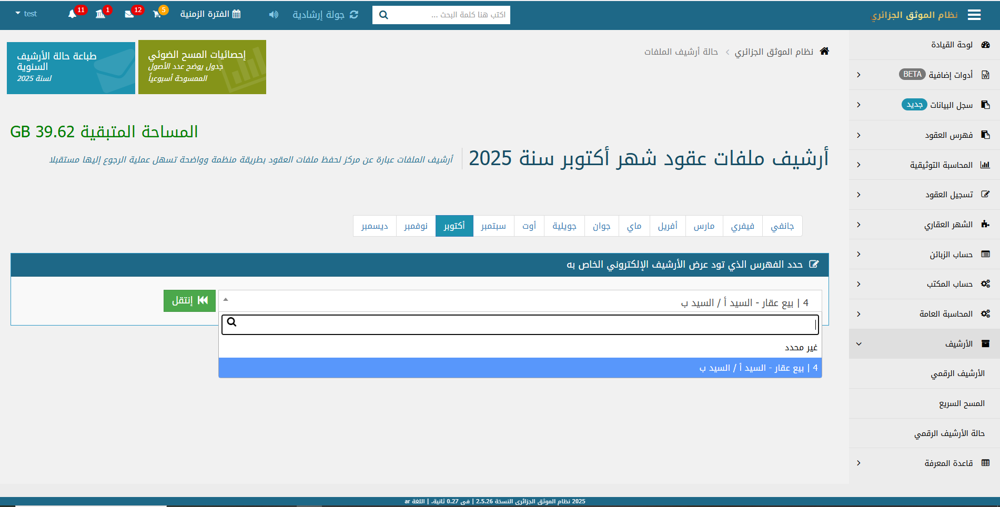 نظام الموثق الجزائري
اكتب هنا كلمة البحث ...
جولة إرشادية
الفترة الزمنية
5
12
1
11
test
لوحة القيادة
أدوات إضافية BETA
سجل البيانات جديد
فهرس العقود
المحاسبة التوثيقية
تسجيل العقود
الشهر العقاري
حساب الزبائن
حساب المكتب
المحاسبة العامة
الأرشيف
الأرشيف الرقمي
المسح السريع
حالة الأرشيف الرقمي
قاعدة المعرفة
نظام الموثق الجزائري
حالة أرشيف الملفات
إحصائيات المسح الضوئي
جدول يوضح عدد الأصول
الممسوحة أسبوعياً
طباعة حالة الأرشيف
السنوية
لسنة 2025
المساحة المتبقية 39.62 GB
أرشيف ملفات عقود شهر أكتوبر سنة 2025
أرشيف الملفات عبارة عن مركز لحفظ ملفات العقود بطريقة منظمة وواضحة تسهل عملية الرجوع إليها مستقبلا
جانفي
فيفري
مارس
أفريل
ماي
جوان
جويلية
أوت
سبتمبر
أكتوبر
نوفمبر
ديسمبر
حدد الفهرس الذي تود عرض الأرشيف الإلكتروني الخاص به
4 | بيع عقار - السيد أ / السيد ب
إنتقل
غير محدد
4 | بيع عقار - السيد أ / السيد ب
2025 نظام الموثق الجزائري النسخة 2.5.26 | في 0.27 ثانية. | اللغة ar